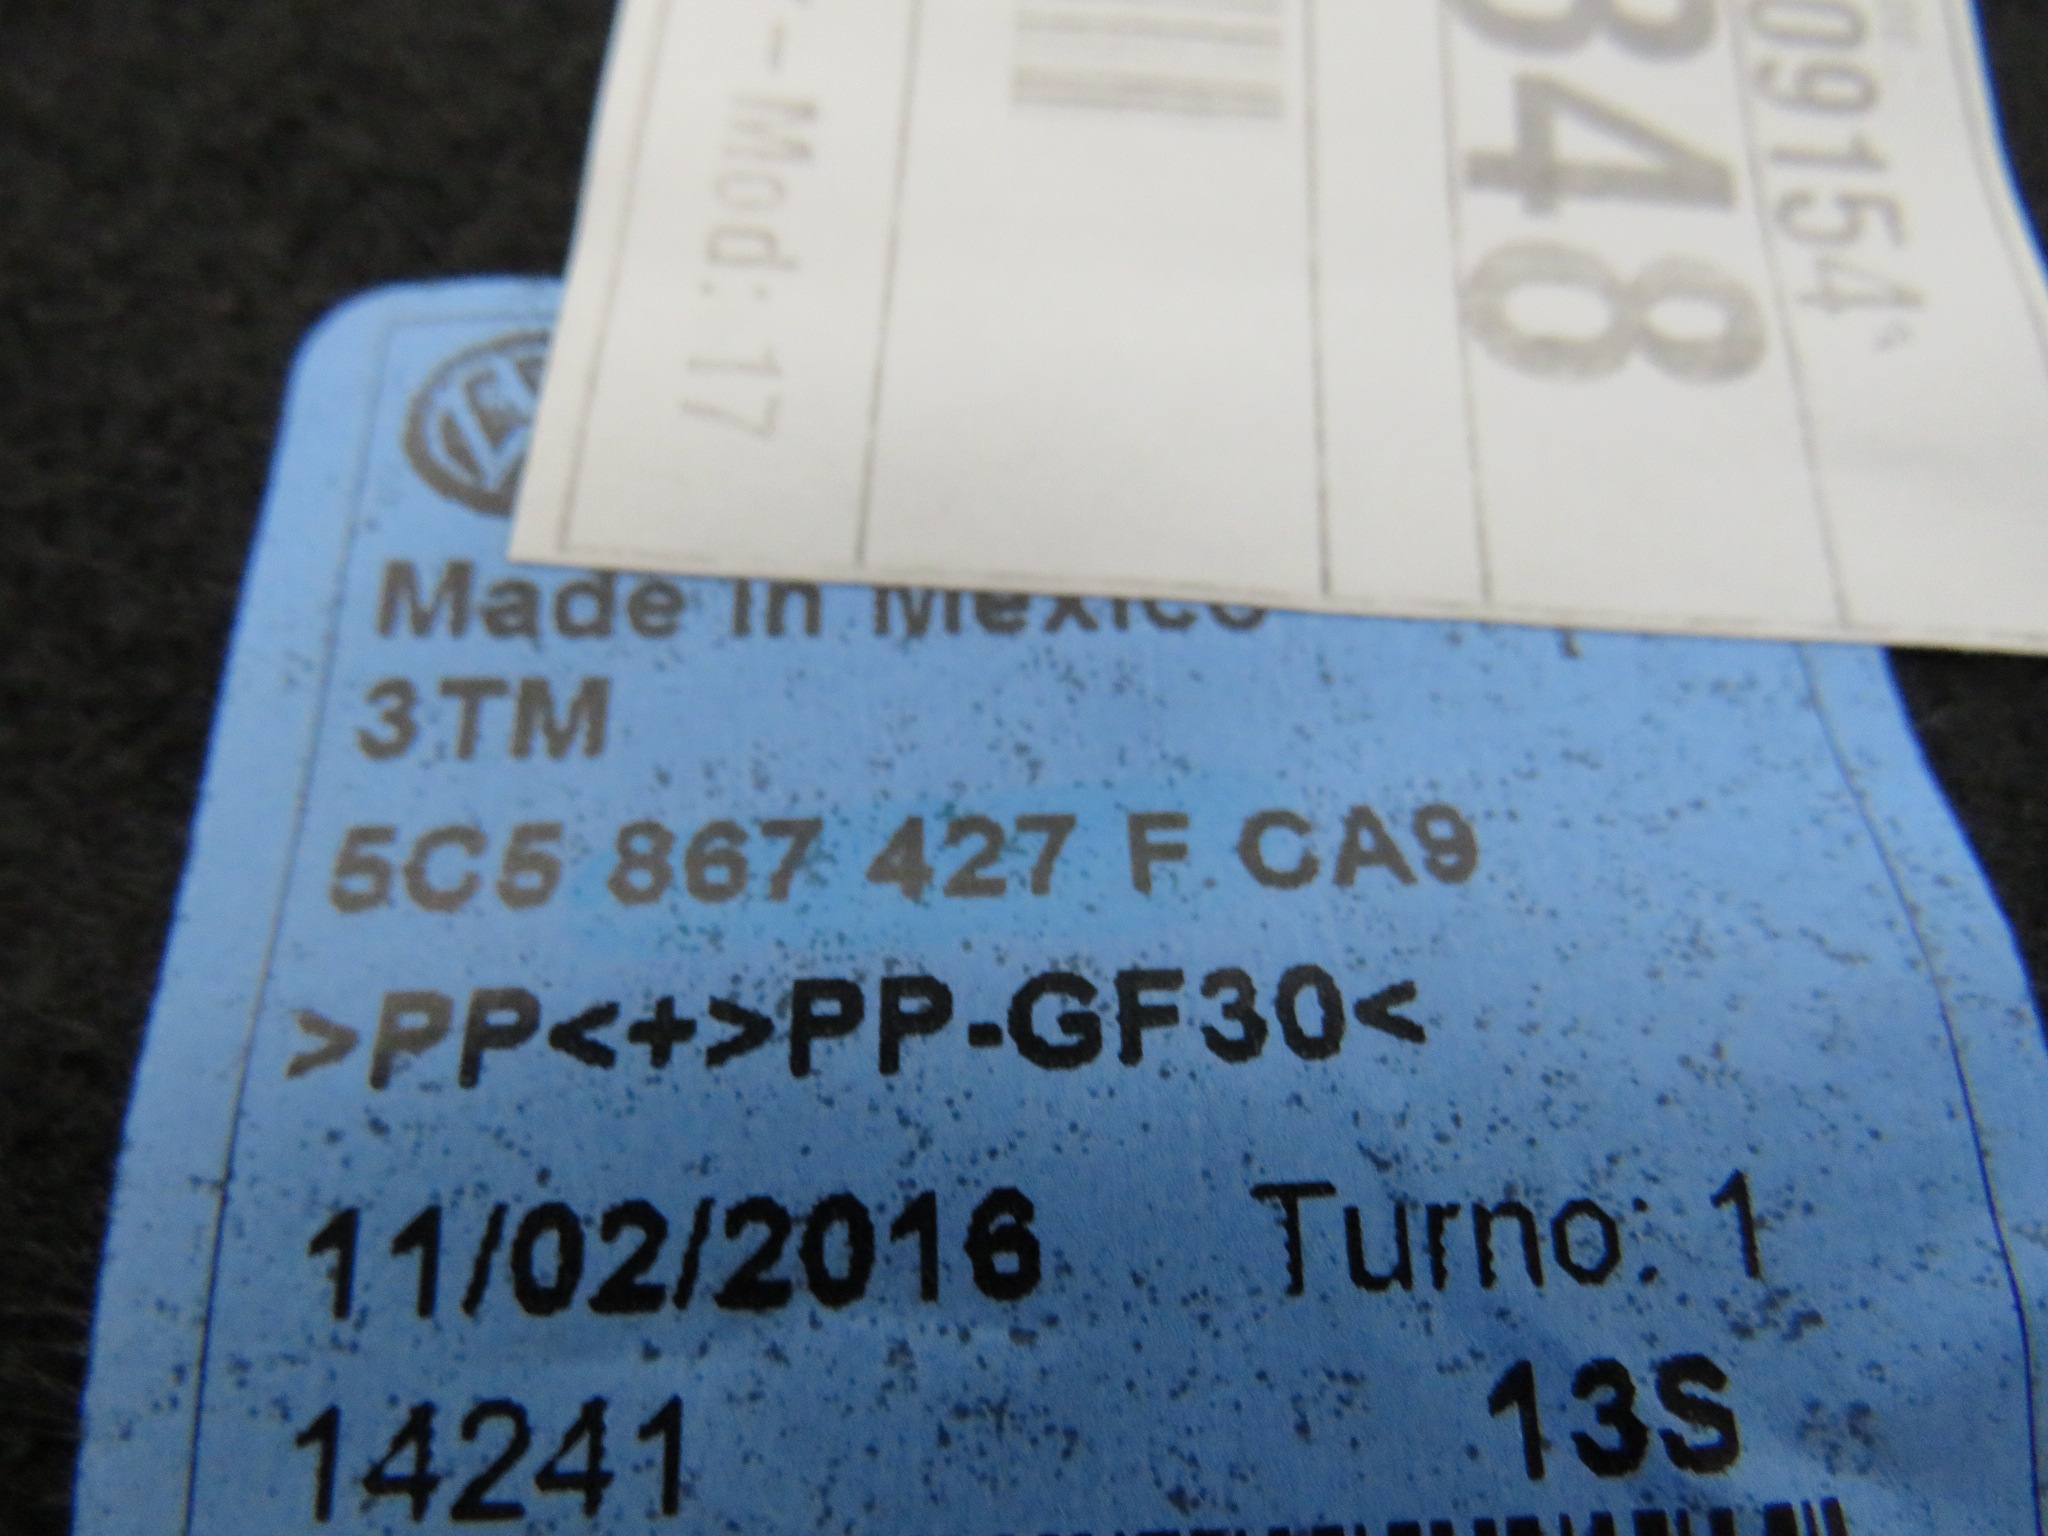 09154
348
- Mod: 17
Made in Mexico
3TM
5C5 867 427 F CA9
>PP<+>PP-GF30<
11/02/2016 Turno: 1
14241 13S